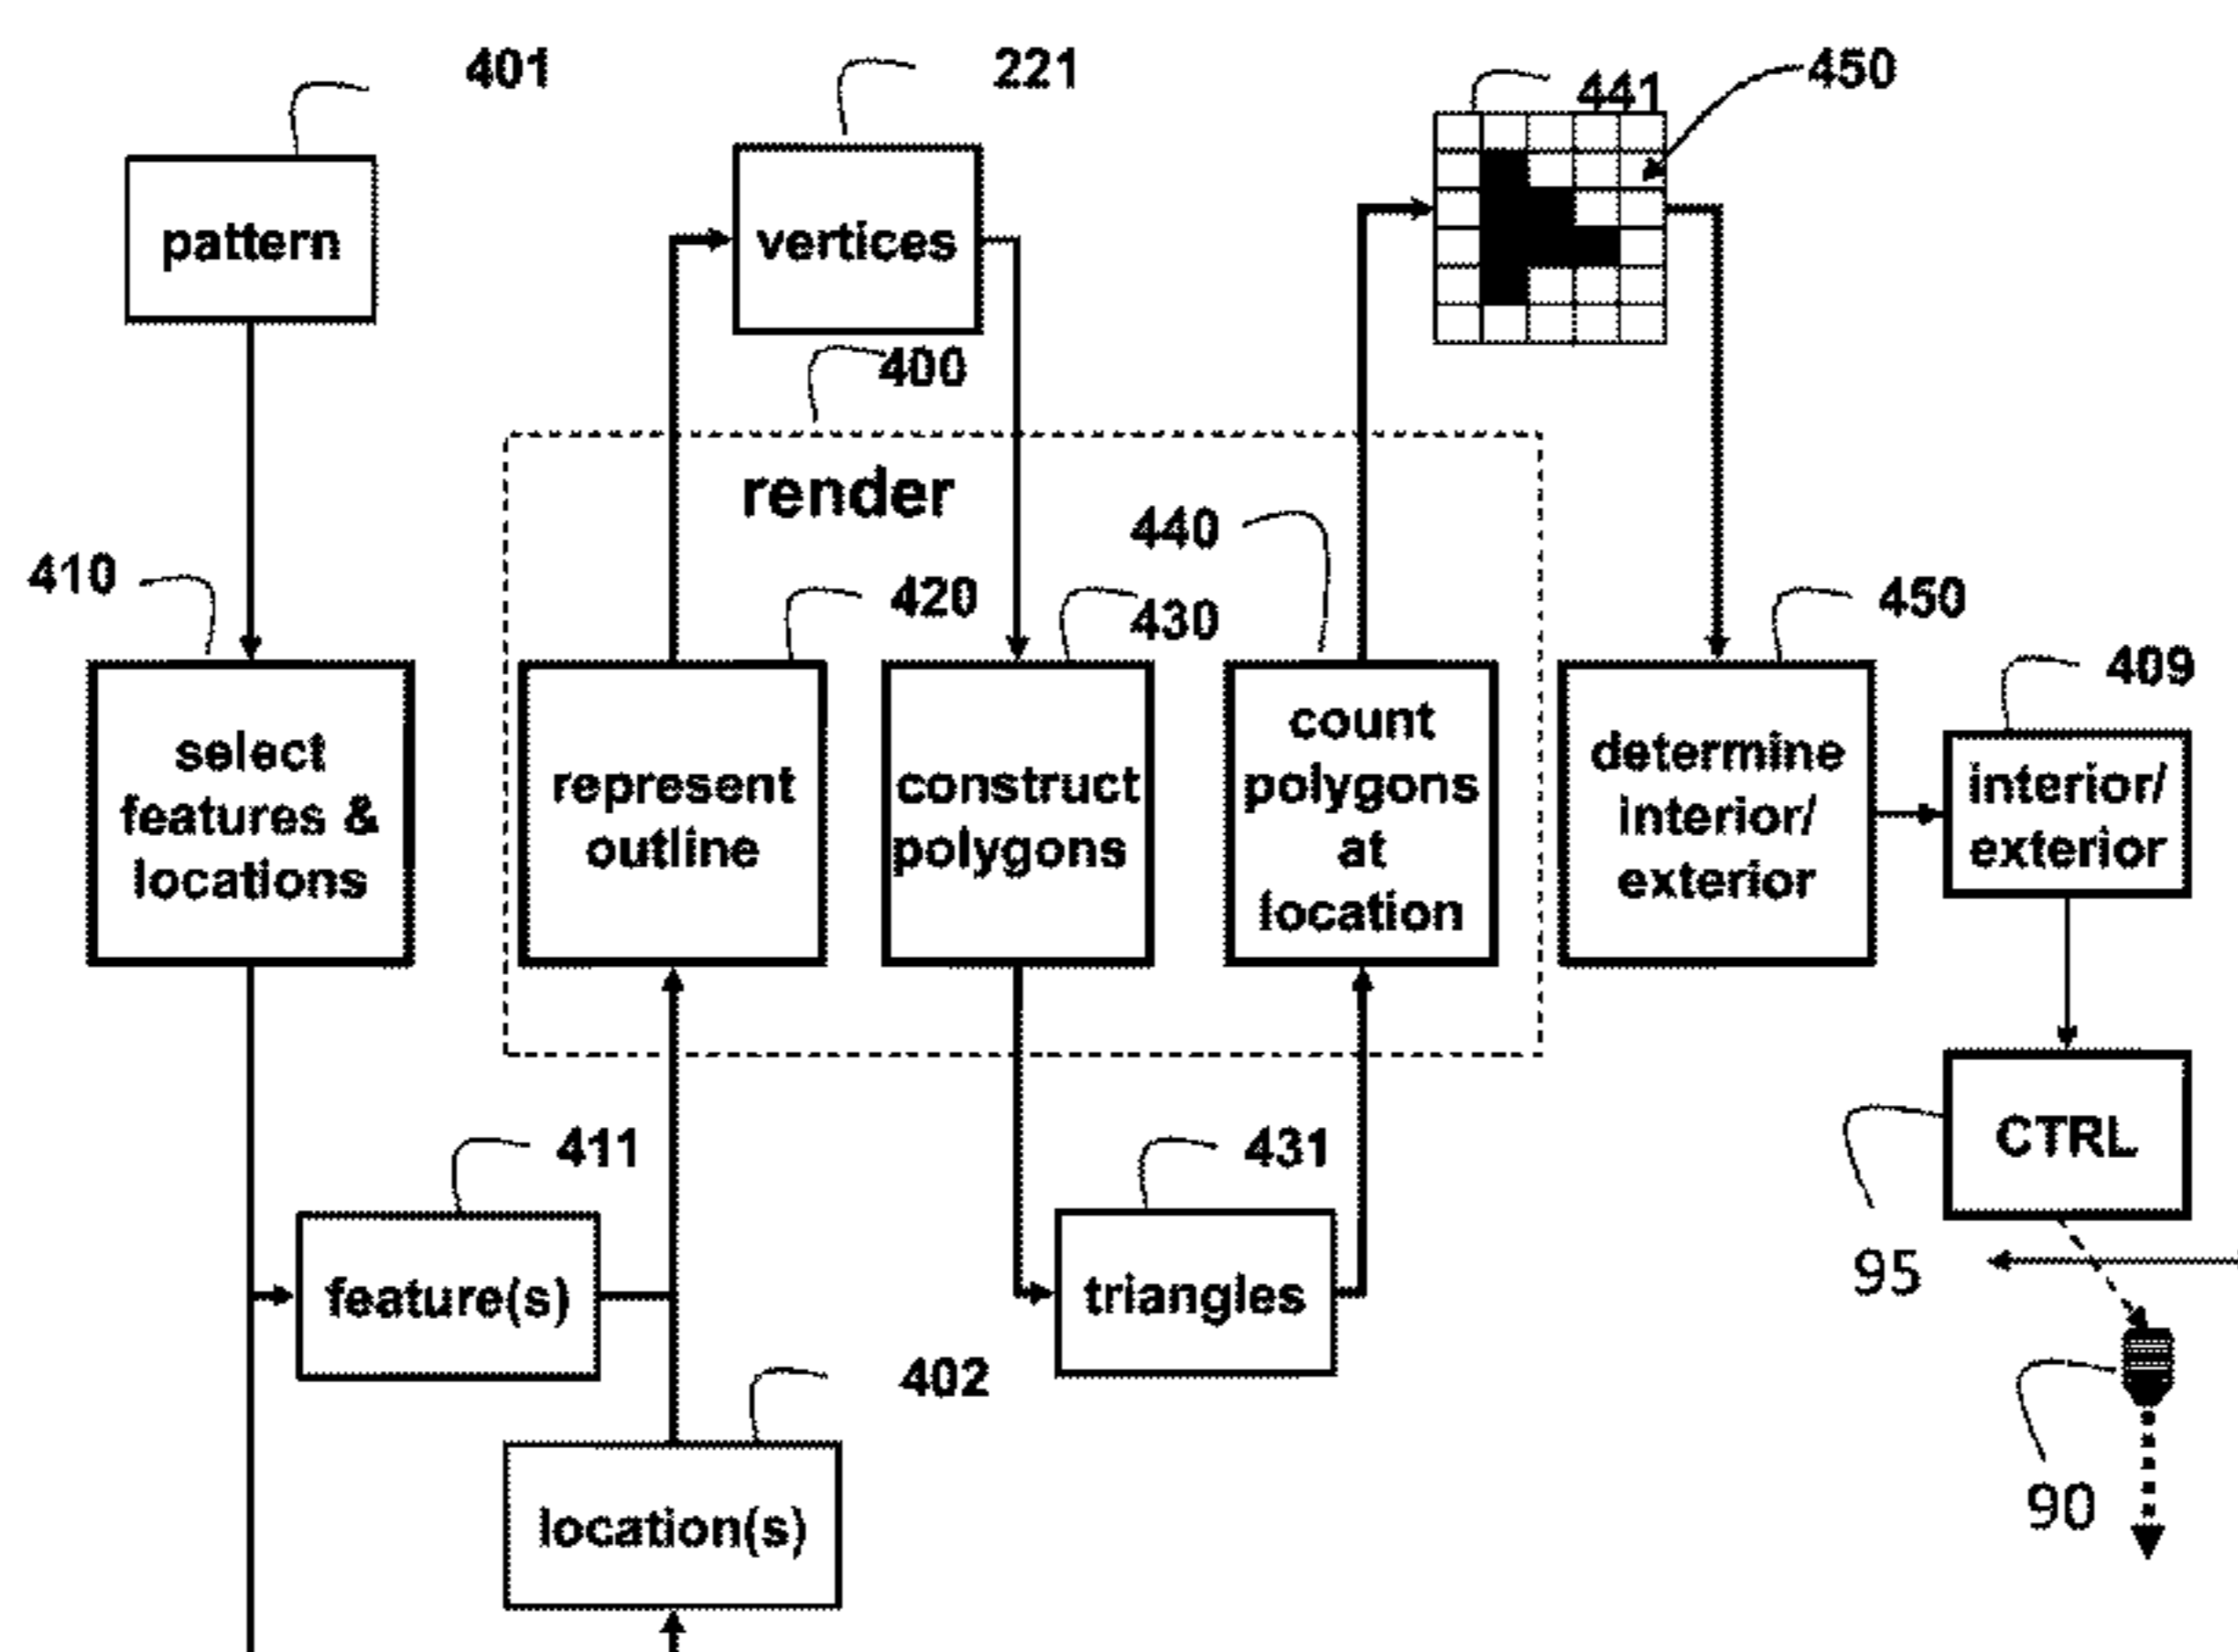 401
221
441
450
pattern
vertices
400
render
410
420
430
440
450
409
select
features &
locations
represent
outline
construct
polygons
count
polygons
at
location
determine
interior/
exterior
interior/
exterior
CTRL
411
431
95
feature(s)
triangles
402
location(s)
90